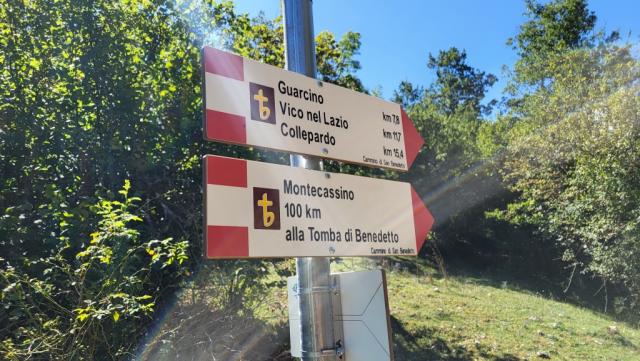 Guarcino km 7,8
Vico nel Lazio km 11,7
Collepardo km 15,4
Cammino di San Benedetto
Montecassino
100 km
alla Tomba di Benedetto
Cammino di San Benedetto